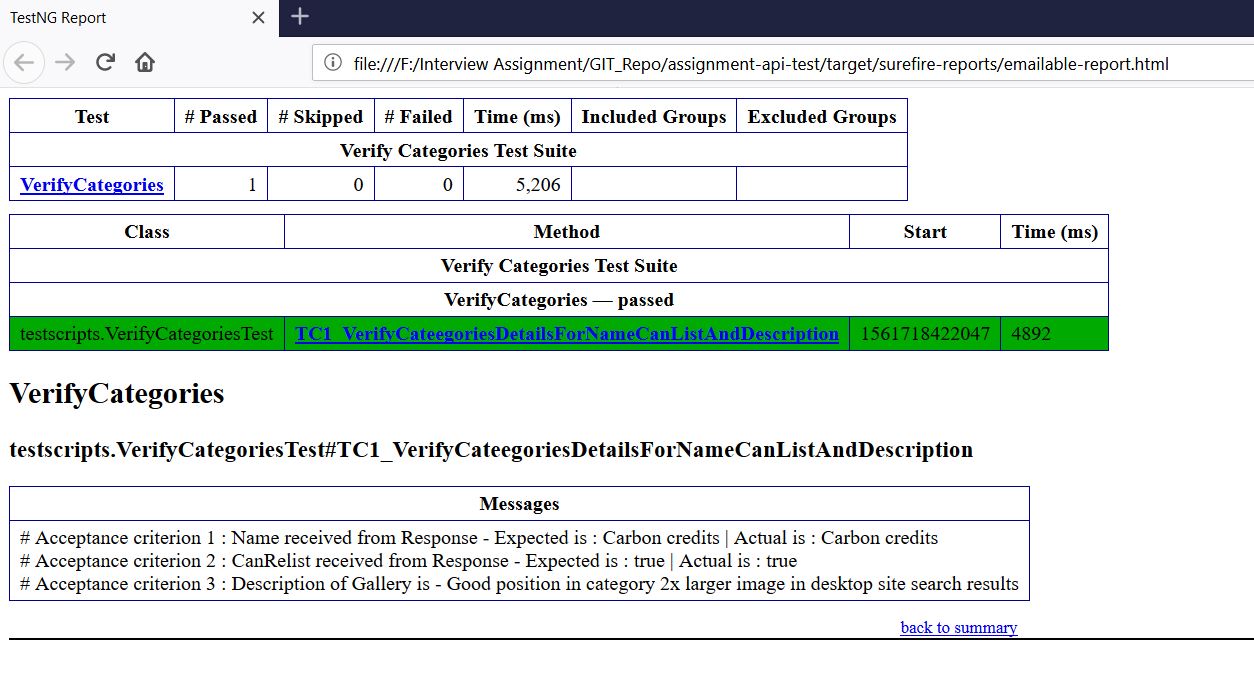 TestNG Report
file:///F:/Interview Assignment/GIT_Repo/assignment-api-test/target/surefire-reports/emailable-report.html
Test # Passed # Skipped # Failed Time (ms) Included Groups Excluded Groups
Verify Categories Test Suite
VerifyCategories 1 0 0 5,206
Class Method Start Time (ms)
Verify Categories Test Suite
VerifyCategories — passed
testscripts.VerifyCategoriesTest TC1_VerifyCateegoriesDetailsForNameCanListAndDescription 1561718422047 4892
VerifyCategories
testscripts.VerifyCategoriesTest#TC1_VerifyCateegoriesDetailsForNameCanListAndDescription
Messages
# Acceptance criterion 1 : Name received from Response - Expected is : Carbon credits | Actual is : Carbon credits
# Acceptance criterion 2 : CanRelist received from Response - Expected is : true | Actual is : true
# Acceptance criterion 3 : Description of Gallery is - Good position in category 2x larger image in desktop site search results
back to summary